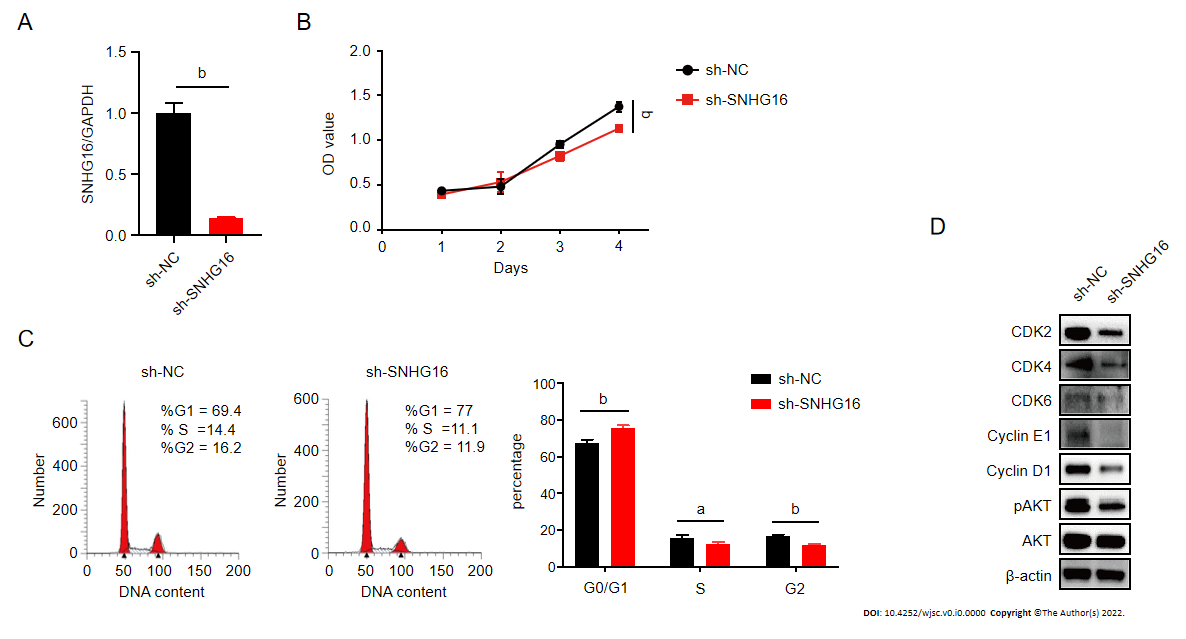 A
1.5
1.0
0.5
0.0
SNHG16/GAPDH
b
sh-NC
sh-SNHG16
B
2.0
1.5
1.0
0.5
0.0
OD value
0 1 2 3 4
Days
sh-NC
sh-SNHG16
b
C
sh-NC
%G1 = 69.4
% S =14.4
%G2 = 16.2
600
400
200
0
Number
0 50 100 150 200
DNA content
sh-SNHG16
%G1 = 77
% S =11.1
%G2 = 11.9
600
400
200
0
Number
0 50 100 150 200
DNA content
sh-NC
sh-SNHG16
100
80
60
40
20
0
percentage
b
a
b
G0/G1 S G2
D
sh-NC
sh-SNHG16
CDK2
CDK4
CDK6
Cyclin E1
Cyclin D1
pAKT
AKT
β-actin
DOI: 10.4252/wjsc.v0.i0.0000 Copyright ©The Author(s) 2022.